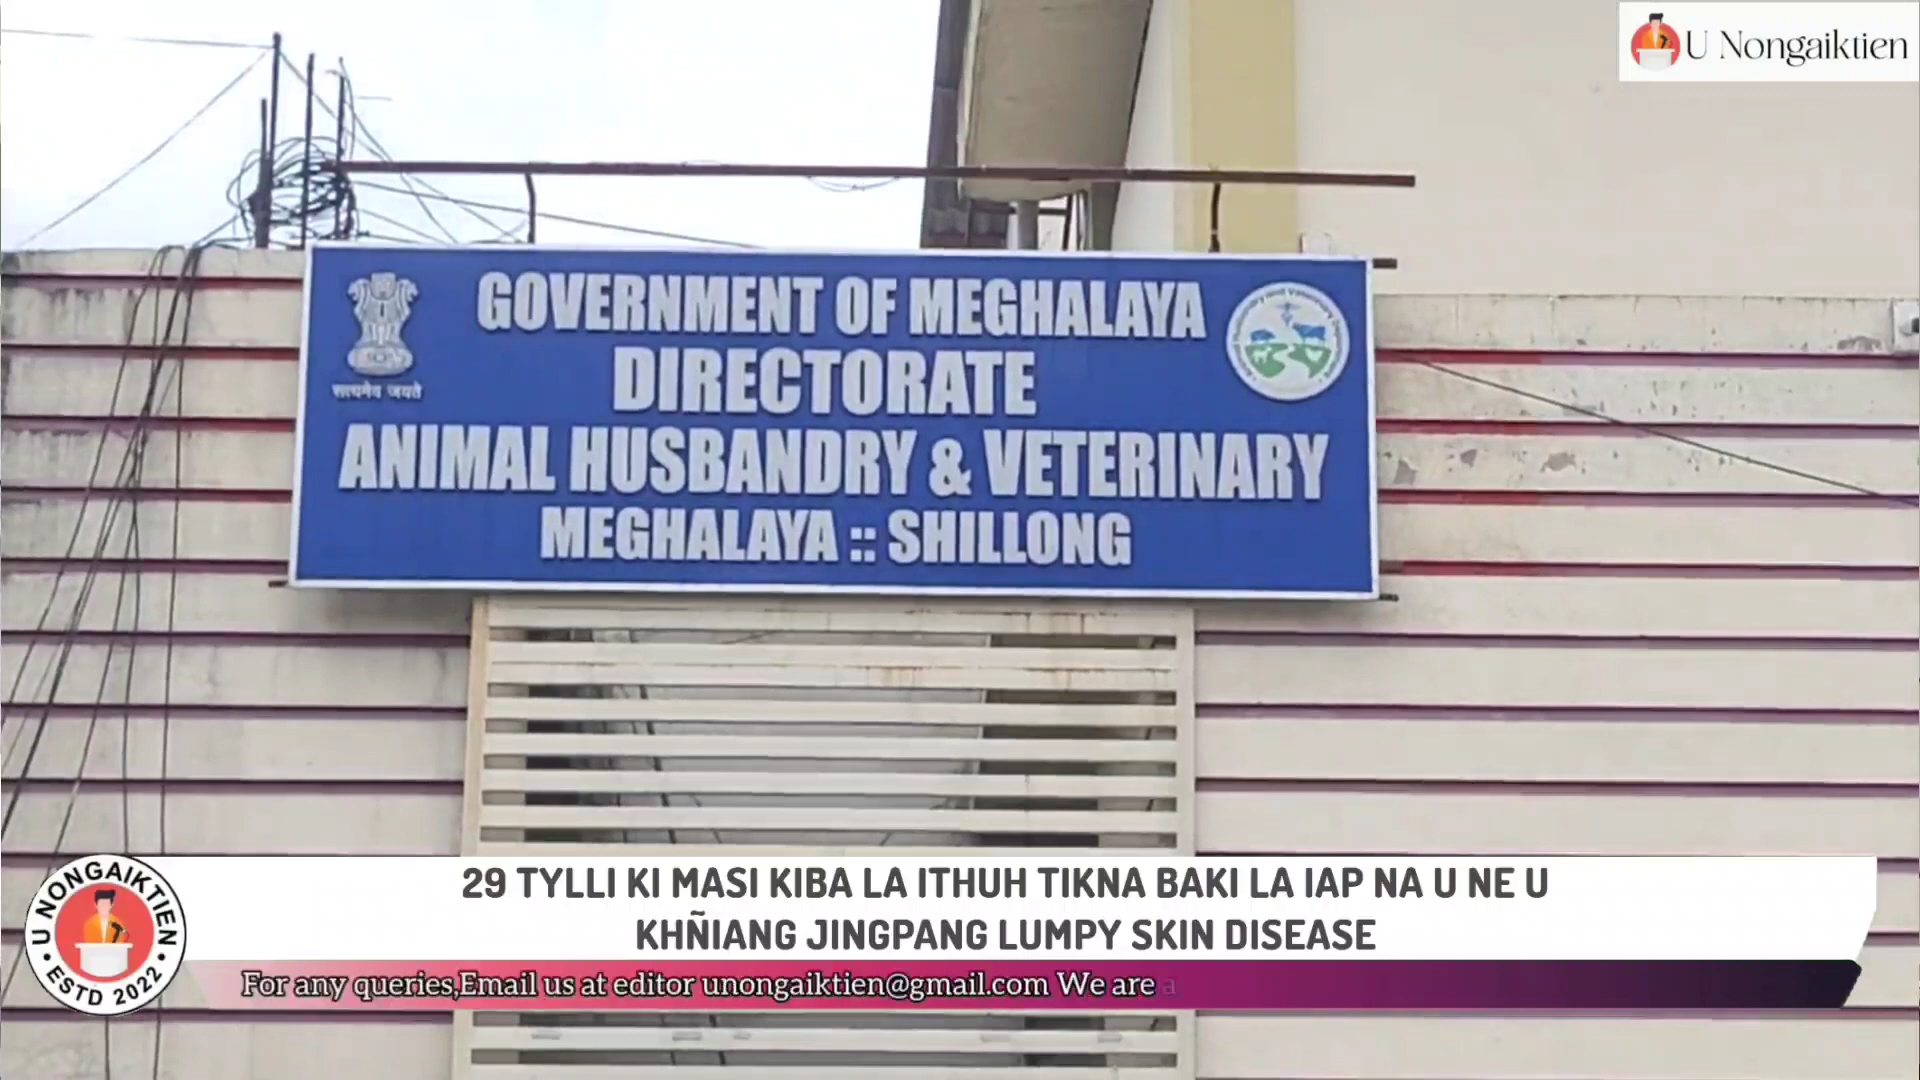 U Nongaiktien
GOVERNMENT OF MEGHALAYA
DIRECTORATE
ANIMAL HUSBANDRY & VETERINARY
MEGHALAYA :: SHILLONG
सत्यमेव जयते
29 TYLLI KI MASI KIBA LA ITHUH TIKNA BAKI LA IAP NA U NE U
KHÑIANG JINGPANG LUMPY SKIN DISEASE
U NONGAIKTIEN
ESTD 2022
For any queries,Email us at editor unongaiktien@gmail.com We are a